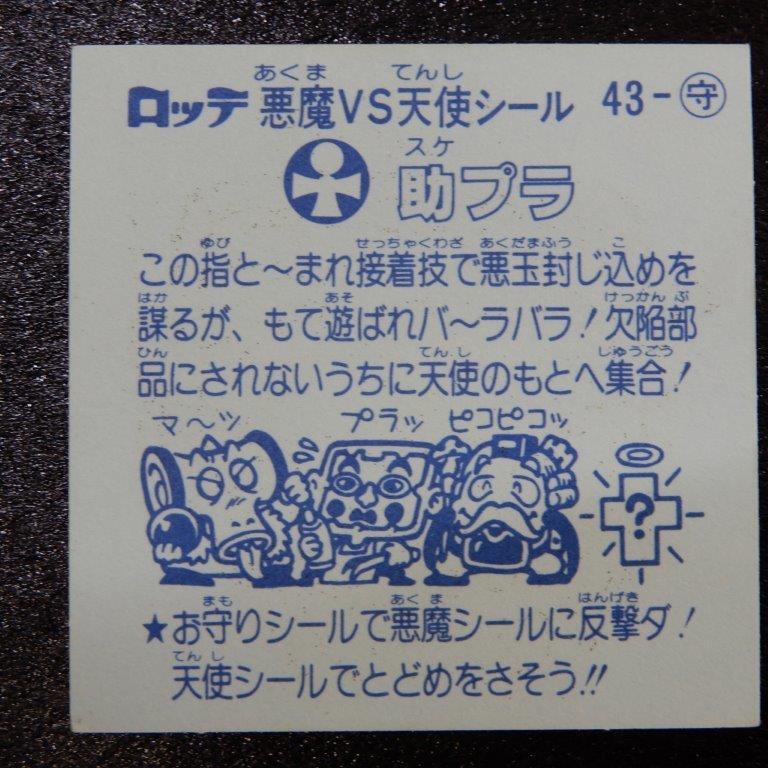 あくま てんし
ロッテ 悪魔VS天使シール 43-守
スケ
助プラ
ゆび せっちゃくわざ あくだまふう こ
この指と〜まれ接着技で悪玉封じ込めを
はか あそ けっかんぶ
謀るが、もて遊ばれバ〜ラバラ!欠陥部
ひん てんし しゅうごう
品にされないうちに天使のもとへ集合!
マ〜ツ プラッ ピコピコッ
?
まも あくま はんげき
★お守りシールで悪魔シールに反撃ダ!
てんし
天使シールでとどめをさそう!!